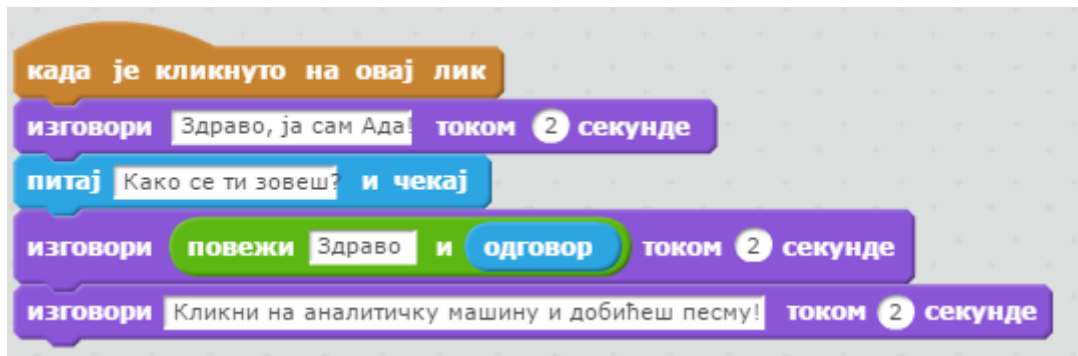 када је кликнуто на овај лик
изговори Здраво, ја сам Ада! током 2 секунде
питај Како се ти зовеш? и чекај
изговори повежи Здраво и одговор током 2 секунде
изговори Кликни на аналитичку машину и добићеш песму! током 2 секунде